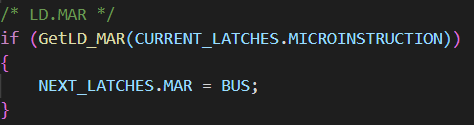 /* LD.MAR */
if (GetLD_MAR(CURRENT_LATCHES.MICROINSTRUCTION))
{
    NEXT_LATCHES.MAR = BUS;
}